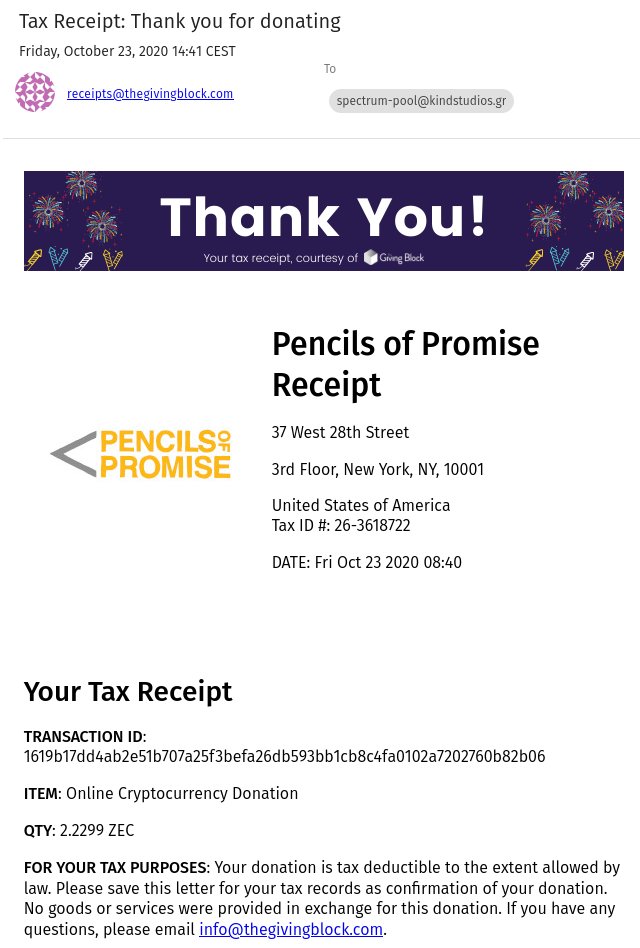 Tax Receipt: Thank you for donating
Friday, October 23, 2020 14:41 CEST
To
receipts@thegivingblock.com
spectrum-pool@kindstudios.gr
Thank You!
Your tax receipt, courtesy of Giving Block
Pencils of Promise
Receipt
PENCILS OF
PROMISE
37 West 28th Street
3rd Floor, New York, NY, 10001
United States of America
Tax ID #: 26-3618722
DATE: Fri Oct 23 2020 08:40
Your Tax Receipt
TRANSACTION ID:
1619b17dd4ab2e51b707a25f3befa26db593bb1cb8c4fa0102a7202760b82b06
ITEM: Online Cryptocurrency Donation
QTY: 2.2299 ZEC
FOR YOUR TAX PURPOSES: Your donation is tax deductible to the extent allowed by
law. Please save this letter for your tax records as confirmation of your donation.
No goods or services were provided in exchange for this donation. If you have any
questions, please email info@thegivingblock.com.